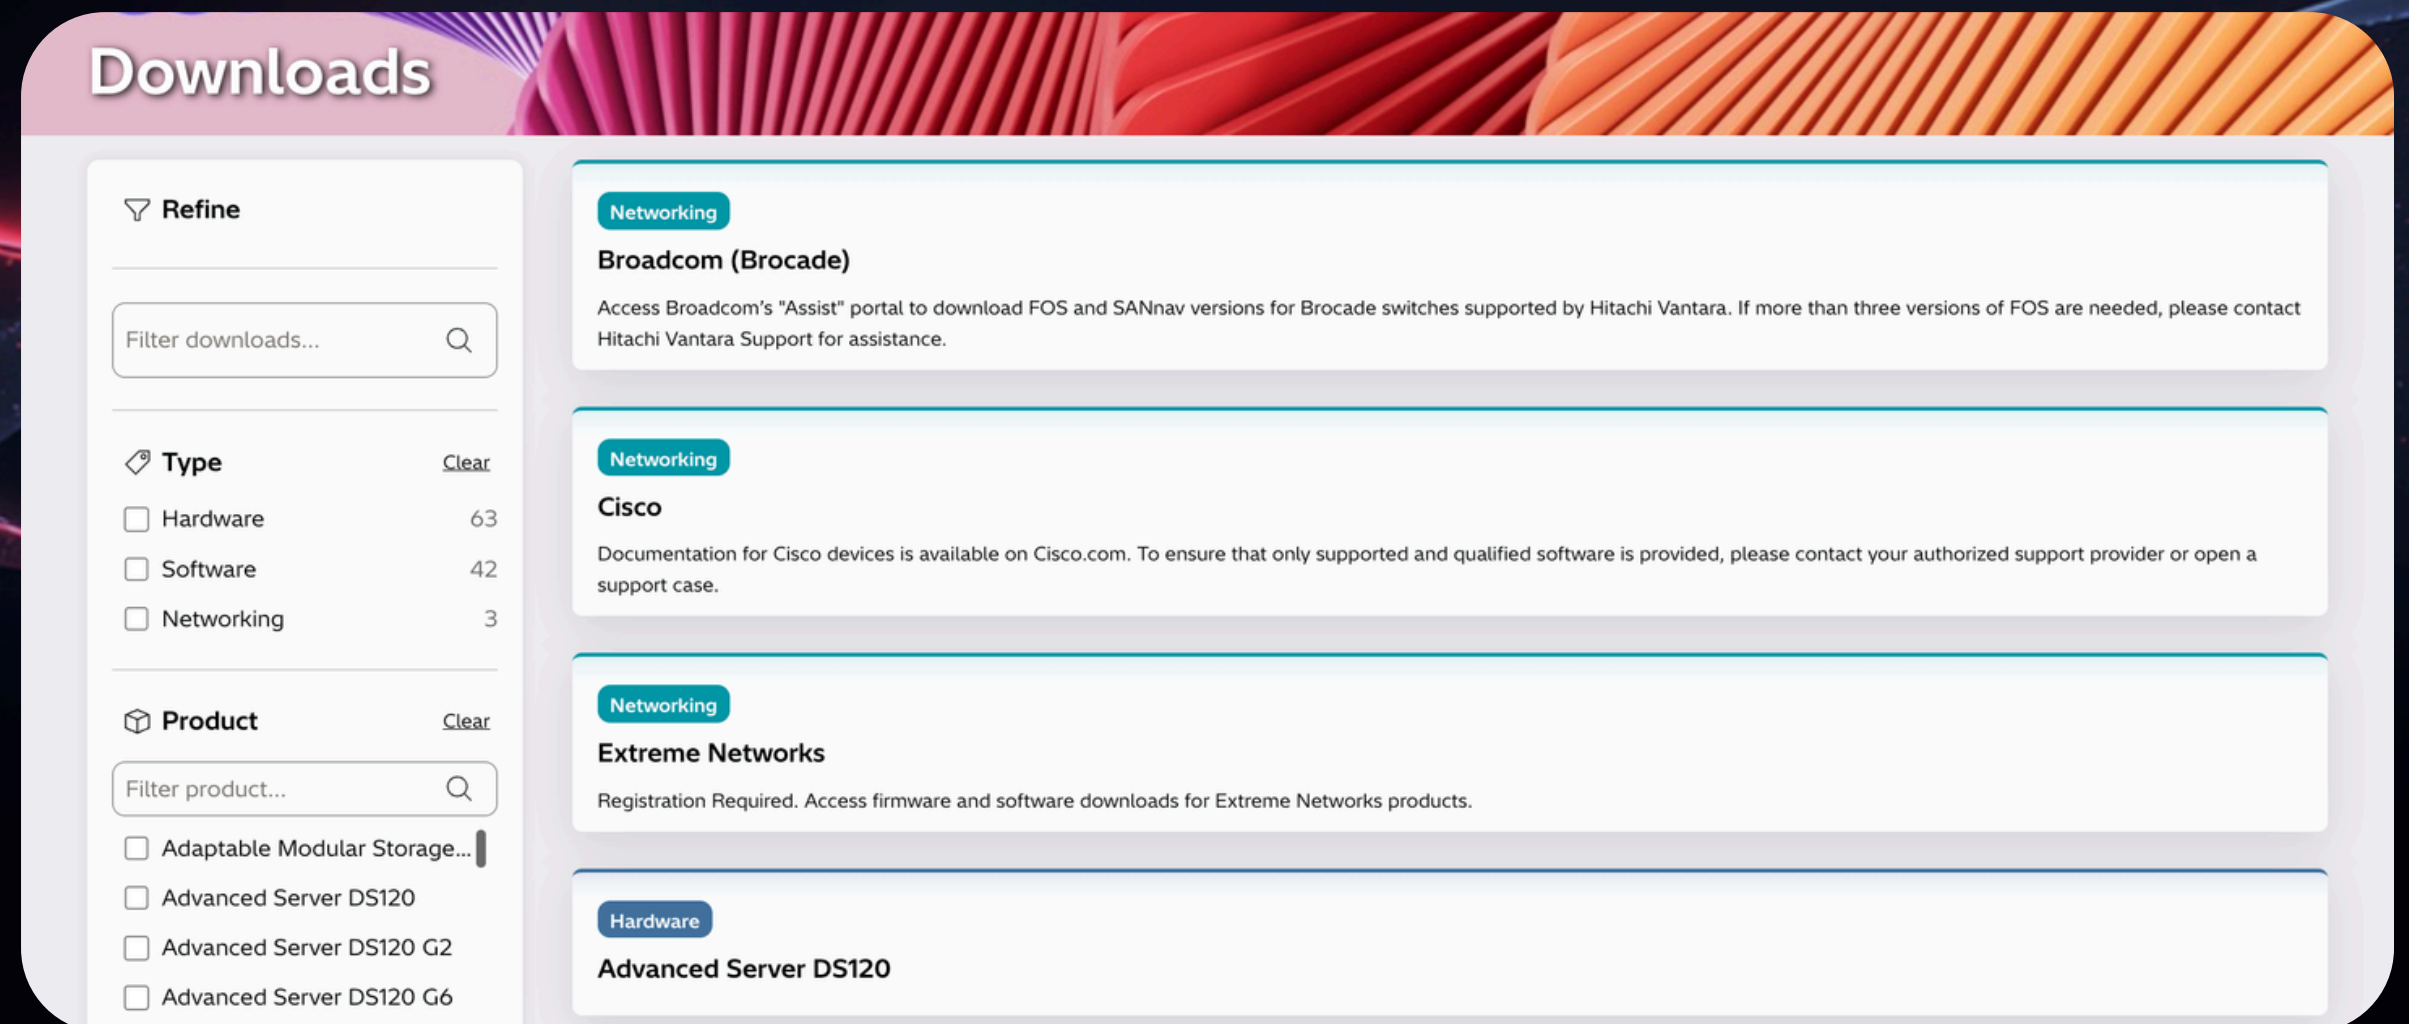 Downloads
Refine
Filter downloads...
Type
Clear
Hardware
63
Software
42
Networking
3
Product
Clear
Filter product...
Adaptable Modular Storage...
Advanced Server DS120
Advanced Server DS120 G2
Advanced Server DS120 G6
Networking
Broadcom (Brocade)
Access Broadcom's "Assist" portal to download FOS and SANnav versions for Brocade switches supported by Hitachi Vantara. If more than three versions of FOS are needed, please contact
Hitachi Vantara Support for assistance.
Networking
Cisco
Documentation for Cisco devices is available on Cisco.com. To ensure that only supported and qualified software is provided, please contact your authorized support provider or open a
support case.
Networking
Extreme Networks
Registration Required. Access firmware and software downloads for Extreme Networks products.
Hardware
Advanced Server DS120